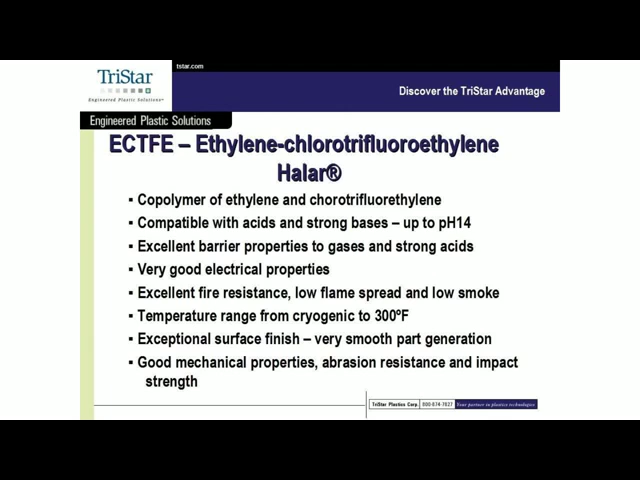 tstar.com
TriStar
Engineered Plastic Solutions
Discover the TriStar Advantage
Engineered Plastic Solutions
ECTFE – Ethylene-chlorotrifluoroethylene
Halar®
▪ Copolymer of ethylene and chorotrifluorethylene
▪ Compatible with acids and strong bases – up to pH14
▪ Excellent barrier properties to gases and strong acids
▪ Very good electrical properties
▪ Excellent fire resistance, low flame spread and low smoke
▪ Temperature range from cryogenic to 300ºF
▪ Exceptional surface finish – very smooth part generation
▪ Good mechanical properties, abrasion resistance and impact
strength
TriStar Plastics Corp. 800-874-7827 Your partner in plastics technologies